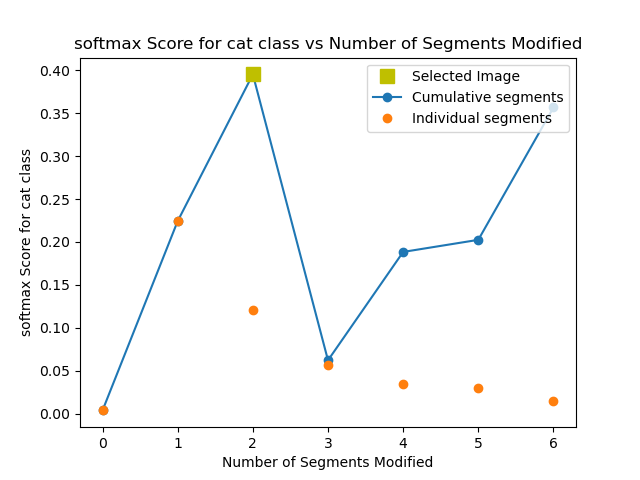 softmax Score for cat class vs Number of Segments Modified
Selected Image
Cumulative segments
Individual segments
softmax Score for cat class
0.40
0.35
0.30
0.25
0.20
0.15
0.10
0.05
0.00
0 1 2 3 4 5 6
Number of Segments Modified